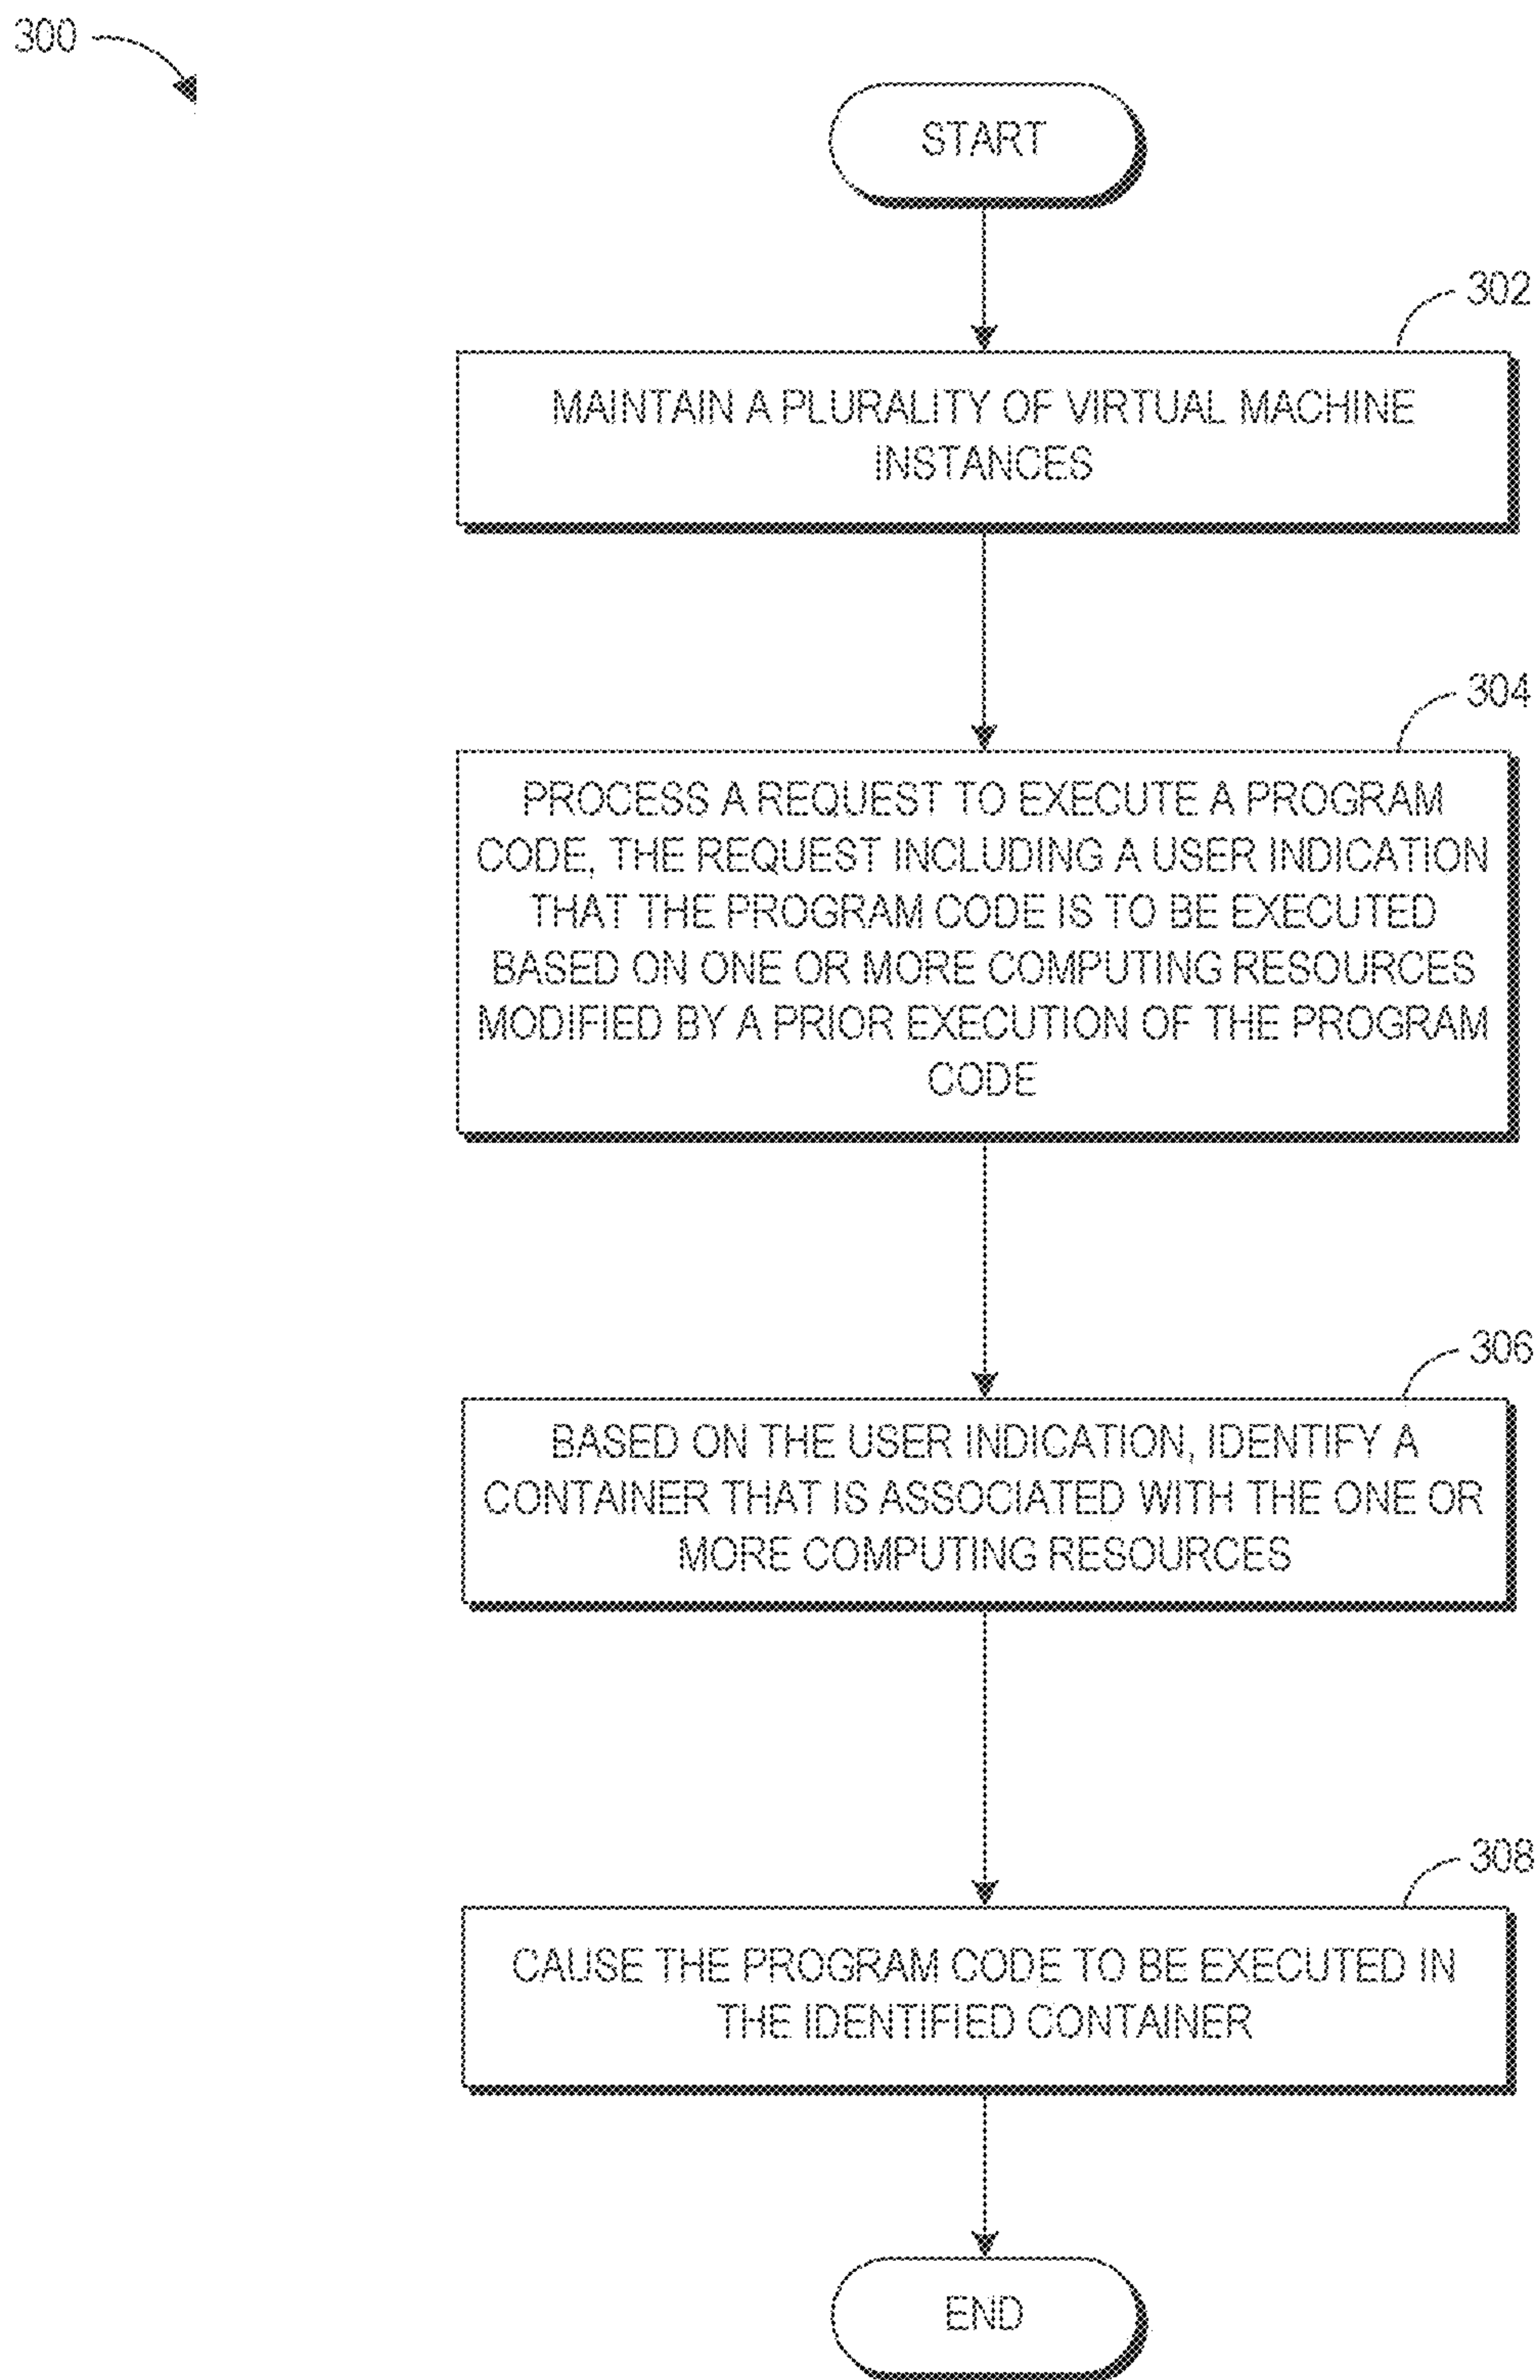 300
START
302
MAINTAIN A PLURALITY OF VIRTUAL MACHINE
INSTANCES
304
PROCESS A REQUEST TO EXECUTE A PROGRAM
CODE, THE REQUEST INCLUDING A USER INDICATION
THAT THE PROGRAM CODE IS TO BE EXECUTED
BASED ON ONE OR MORE COMPUTING RESOURCES
MODIFIED BY A PRIOR EXECUTION OF THE PROGRAM
CODE
306
BASED ON THE USER INDICATION, IDENTIFY A
CONTAINER THAT IS ASSOCIATED WITH THE ONE OR
MORE COMPUTING RESOURCES
308
CAUSE THE PROGRAM CODE TO BE EXECUTED IN
THE IDENTIFIED CONTAINER
END